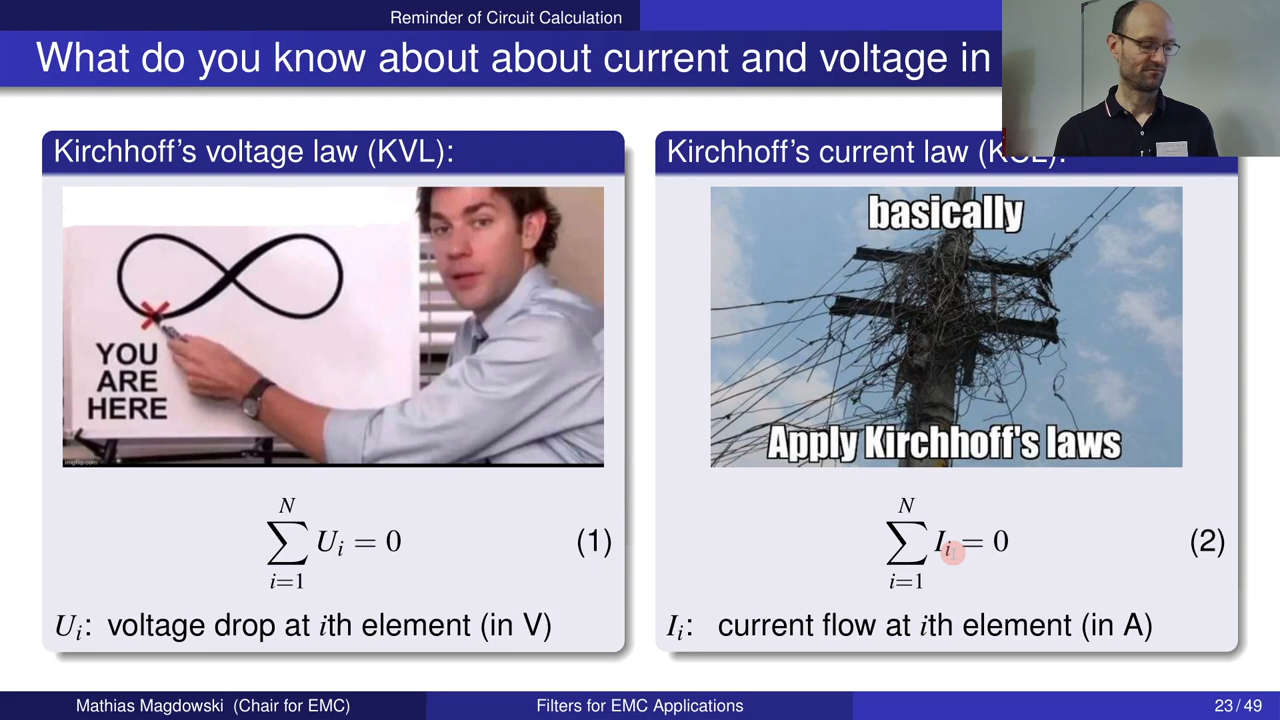 Reminder of Circuit Calculation
What do you know about about current and voltage in
Kirchhoff's voltage law (KVL):
YOU
ARE
HERE
imgflip.com
N
∑ U_i = 0 (1)
i=1
U_i: voltage drop at ith element (in V)
Kirchhoff's current law (KCL):
basically
Apply Kirchhoff's laws
N
∑ I_i = 0 (2)
i=1
I_i: current flow at ith element (in A)
Mathias Magdowski (Chair for EMC)
Filters for EMC Applications
23 / 49